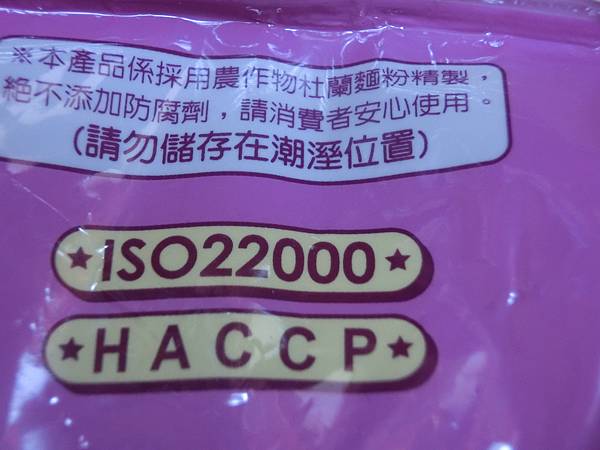 ※本產品係採用農作物杜蘭麵粉精製，
絕不添加防腐劑，請消費者安心使用。
(請勿儲存在潮溼位置)
★ISO22000★
★HACCP★